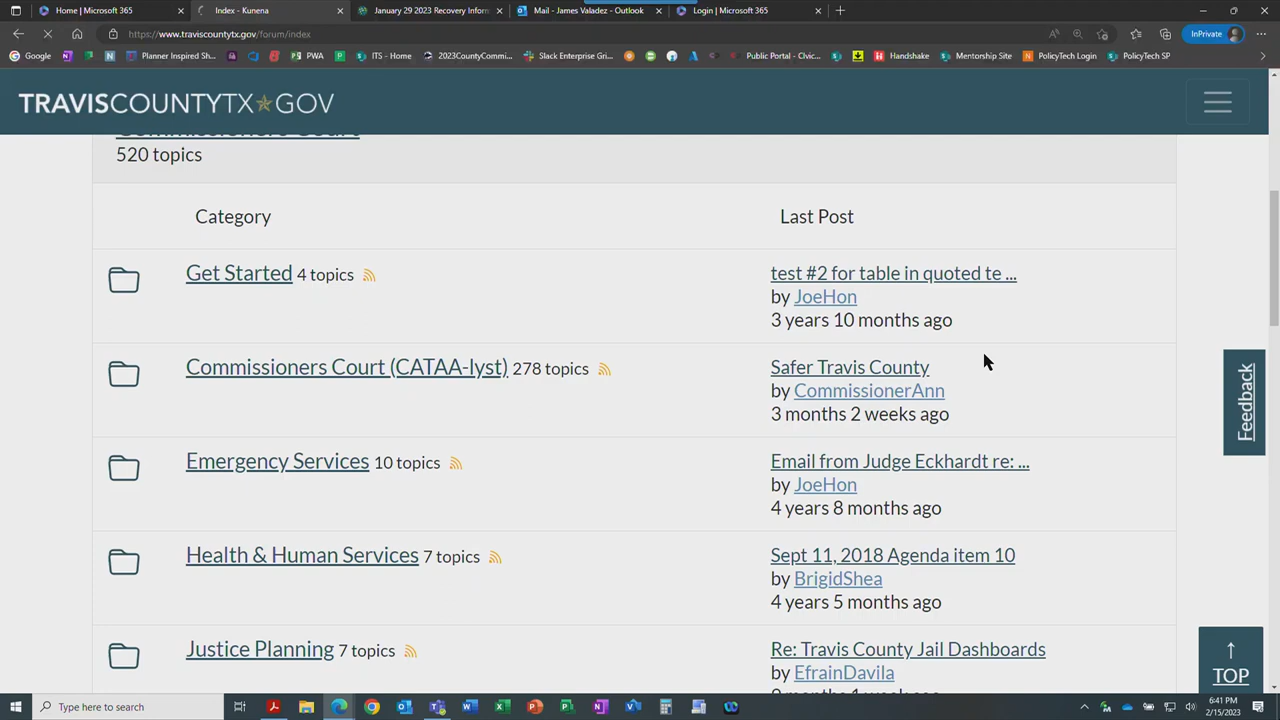 Home | Microsoft 365
Index - Kunena
January 29 2023 Recovery Inform
Mail - James Valadez - Outlook
Login | Microsoft 365
https://www.traviscountytx.gov/forum/index
InPrivate
Google
Planner Inspired Sh...
PWA
ITS - Home
2023CountyCommi...
Slack Enterprise Gri...
Public Portal - Civic...
Handshake
Mentorship Site
PolicyTech Login
PolicyTech SP
TRAVISCOUNTYTX GOV
Commissioners Court
520 topics
Category
Last Post
Get Started 4 topics
test #2 for table in quoted te ...
by JoeHon
3 years 10 months ago
Commissioners Court (CATAA-lyst) 278 topics
Safer Travis County
by CommissionerAnn
3 months 2 weeks ago
Emergency Services 10 topics
Email from Judge Eckhardt re: ...
by JoeHon
4 years 8 months ago
Health & Human Services 7 topics
Sept 11, 2018 Agenda item 10
by BrigidShea
4 years 5 months ago
Justice Planning 7 topics
Re: Travis County Jail Dashboards
by EfrainDavila
Feedback
TOP
Type here to search
6:41 PM
2/15/2023